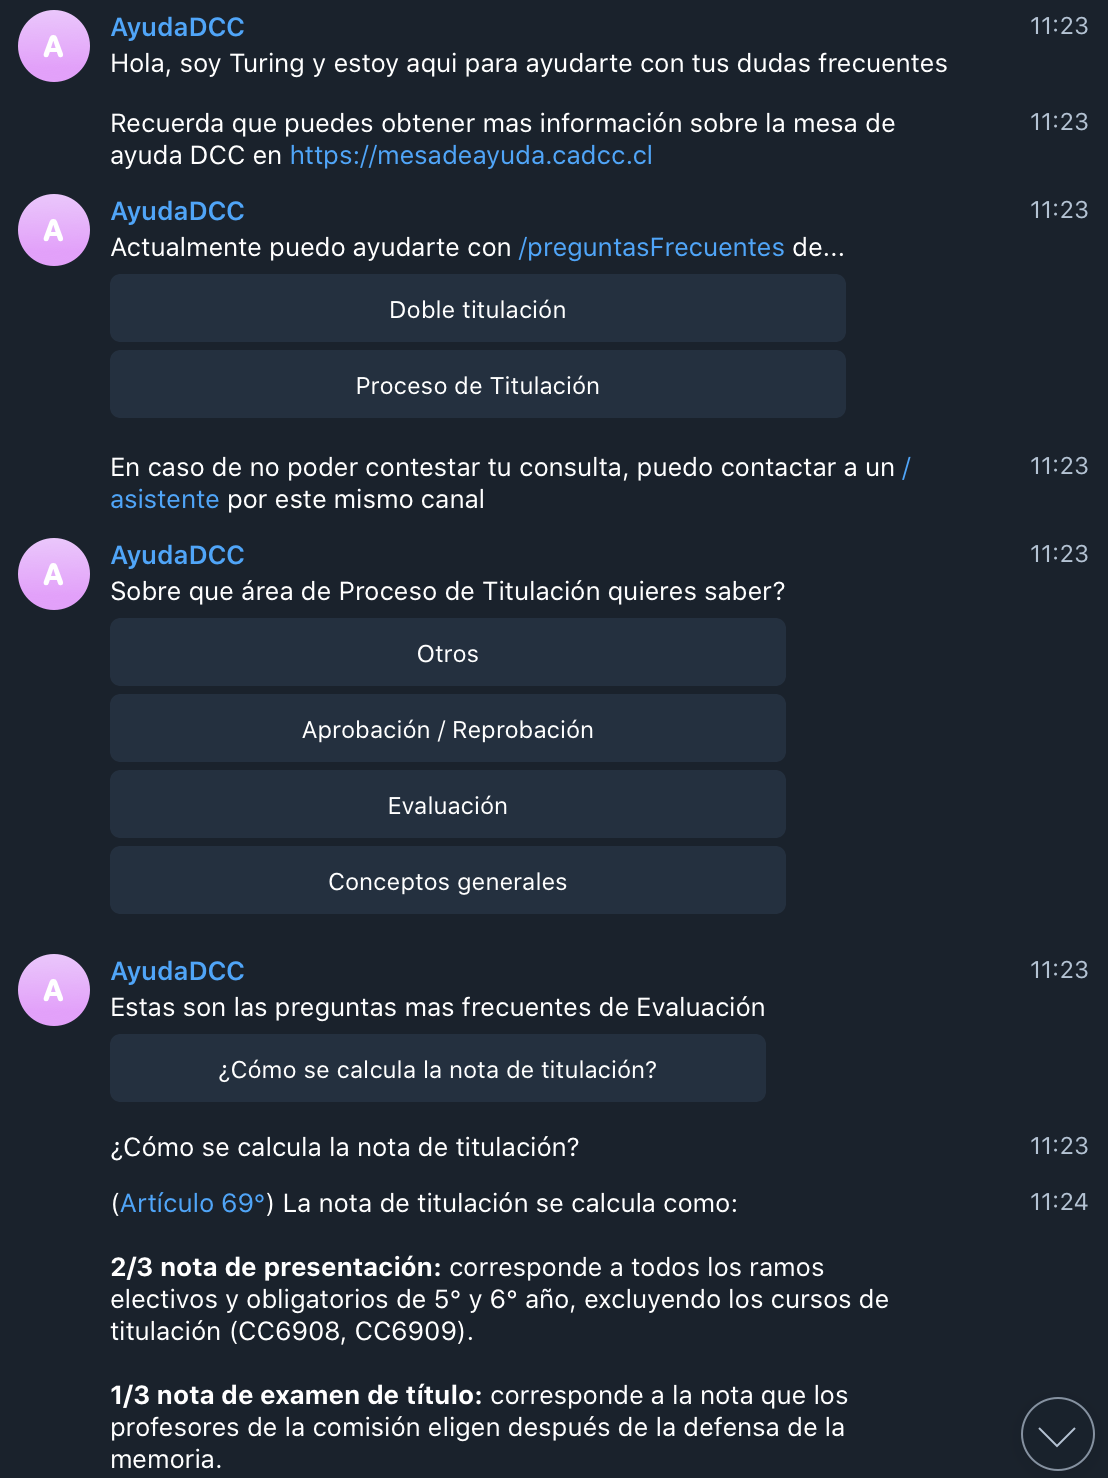 A
AyudaDCC
11:23
Hola, soy Turing y estoy aqui para ayudarte con tus dudas frecuentes
Recuerda que puedes obtener mas información sobre la mesa de
11:23
ayuda DCC en https://mesadeayuda.cadcc.cl
A
AyudaDCC
11:23
Actualmente puedo ayudarte con /preguntasFrecuentes de...
Doble titulación
Proceso de Titulación
En caso de no poder contestar tu consulta, puedo contactar a un /
11:23
asistente por este mismo canal
A
AyudaDCC
11:23
Sobre que área de Proceso de Titulación quieres saber?
Otros
Aprobación / Reprobación
Evaluación
Conceptos generales
A
AyudaDCC
11:23
Estas son las preguntas mas frecuentes de Evaluación
¿Cómo se calcula la nota de titulación?
¿Cómo se calcula la nota de titulación?
11:23
(Artículo 69°) La nota de titulación se calcula como:
11:24
2/3 nota de presentación: corresponde a todos los ramos
electivos y obligatorios de 5° y 6° año, excluyendo los cursos de
titulación (CC6908, CC6909).
1/3 nota de examen de título: corresponde a la nota que los
profesores de la comisión eligen después de la defensa de la
memoria.